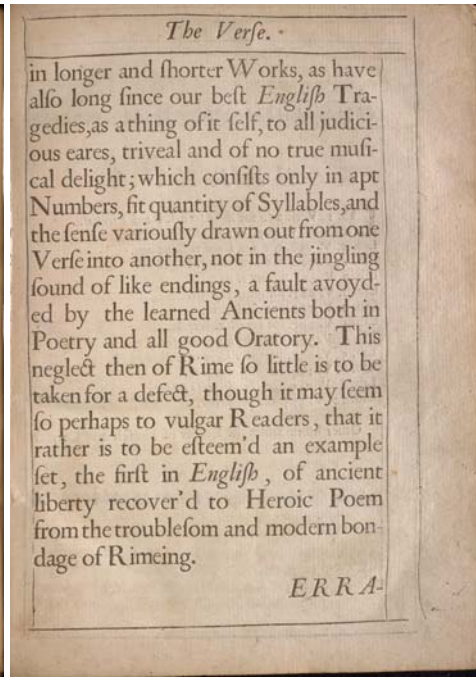 The Verſe.
in longer and ſhorter Works, as have
alſo long ſince our beſt Engliſh Tra-
gedies,as a thing of it ſelf, to all judici-
ous eares, triveal and of no true muſi-
cal delight; which conſiſts only in apt
Numbers, fit quantity of Syllables,and
the ſenſe variouſly drawn out from one
Verſe into another, not in the jingling
ſound of like endings, a fault avoyd-
ed by the learned Ancients both in
Poetry and all good Oratory. This
neglect then of Rime ſo little is to be
taken for a defect, though it may ſeem
ſo perhaps to vulgar Readers, that it
rather is to be eſteem'd an example
ſet, the firſt in Engliſh, of ancient
liberty recover'd to Heroic Poem
from the troubleſom and modern bon-
dage of Rimeing.
ERRA-